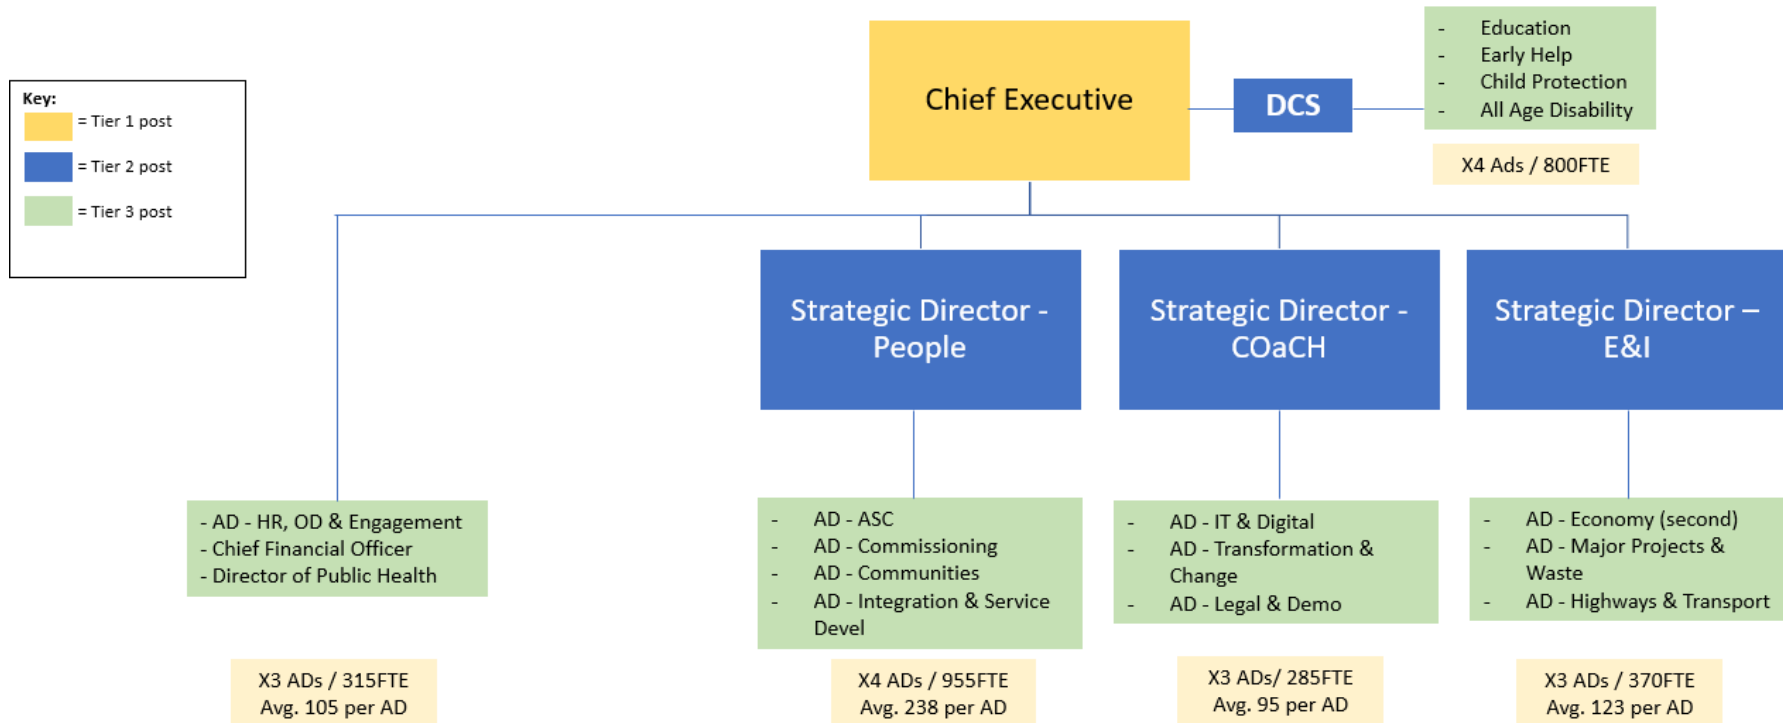 Key:
= Tier 1 post
= Tier 2 post
= Tier 3 post
Chief Executive
DCS
- Education
- Early Help
- Child Protection
- All Age Disability
X4 Ads / 800FTE
Strategic Director -
People
Strategic Director -
COaCH
Strategic Director –
E&I
- AD - HR, OD & Engagement
- Chief Financial Officer
- Director of Public Health
X3 ADs / 315FTE
Avg. 105 per AD
- AD - ASC
- AD - Commissioning
- AD - Communities
- AD - Integration & Service
Devel
X4 ADs / 955FTE
Avg. 238 per AD
- AD - IT & Digital
- AD - Transformation &
Change
- AD - Legal & Demo
X3 ADs/ 285FTE
Avg. 95 per AD
- AD - Economy (second)
- AD - Major Projects &
Waste
- AD - Highways & Transport
X3 ADs / 370FTE
Avg. 123 per AD